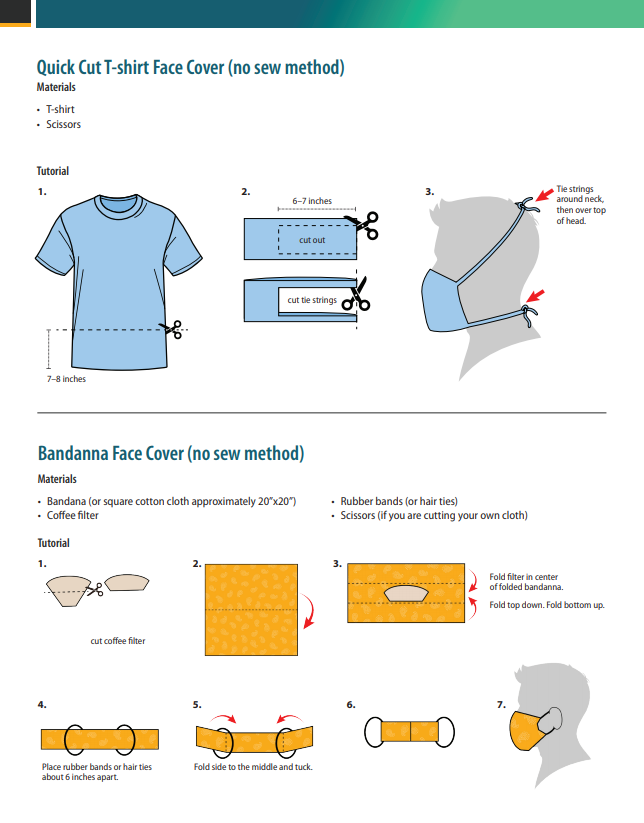 Quick Cut T-shirt Face Cover (no sew method)
Materials
• T-shirt
• Scissors
Tutorial
1.
7–8 inches
2.
6–7 inches
cut out
cut tie strings
3.
Tie strings
around neck,
then over top
of head.
Bandanna Face Cover (no sew method)
Materials
• Bandana (or square cotton cloth approximately 20”x20”)
• Coffee filter
• Rubber bands (or hair ties)
• Scissors (if you are cutting your own cloth)
Tutorial
1.
cut coffee filter
2.
3.
Fold filter in center
of folded bandanna.
Fold top down. Fold bottom up.
4.
Place rubber bands or hair ties
about 6 inches apart.
5.
Fold side to the middle and tuck.
6.
7.